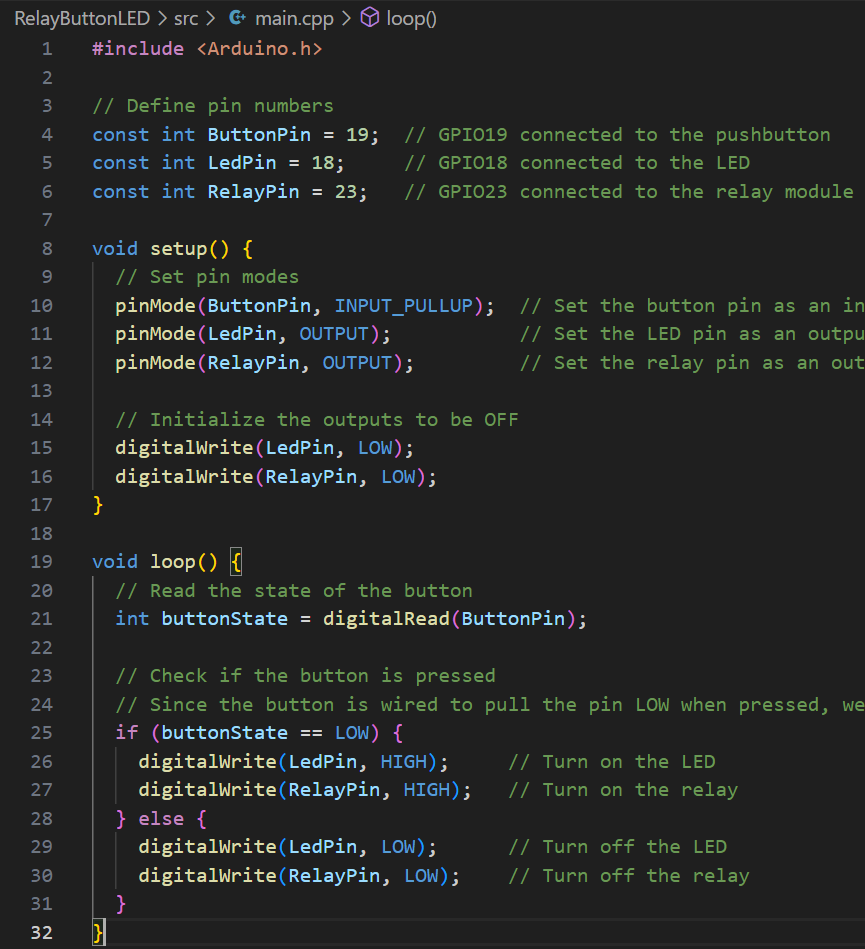 RelayButtonLED > src > main.cpp > loop()
1 #include <Arduino.h>
2
3 // Define pin numbers
4 const int ButtonPin = 19;  // GPIO19 connected to the pushbutton
5 const int LedPin = 18;     // GPIO18 connected to the LED
6 const int RelayPin = 23;   // GPIO23 connected to the relay module
7
8 void setup() {
9   // Set pin modes
10   pinMode(ButtonPin, INPUT_PULLUP);  // Set the button pin as an in
11   pinMode(LedPin, OUTPUT);           // Set the LED pin as an outpu
12   pinMode(RelayPin, OUTPUT);         // Set the relay pin as an out
13
14   // Initialize the outputs to be OFF
15   digitalWrite(LedPin, LOW);
16   digitalWrite(RelayPin, LOW);
17 }
18
19 void loop() {
20   // Read the state of the button
21   int buttonState = digitalRead(ButtonPin);
22
23   // Check if the button is pressed
24   // Since the button is wired to pull the pin LOW when pressed, we
25   if (buttonState == LOW) {
26     digitalWrite(LedPin, HIGH);     // Turn on the LED
27     digitalWrite(RelayPin, HIGH);   // Turn on the relay
28   } else {
29     digitalWrite(LedPin, LOW);      // Turn off the LED
30     digitalWrite(RelayPin, LOW);    // Turn off the relay
31   }
32 }